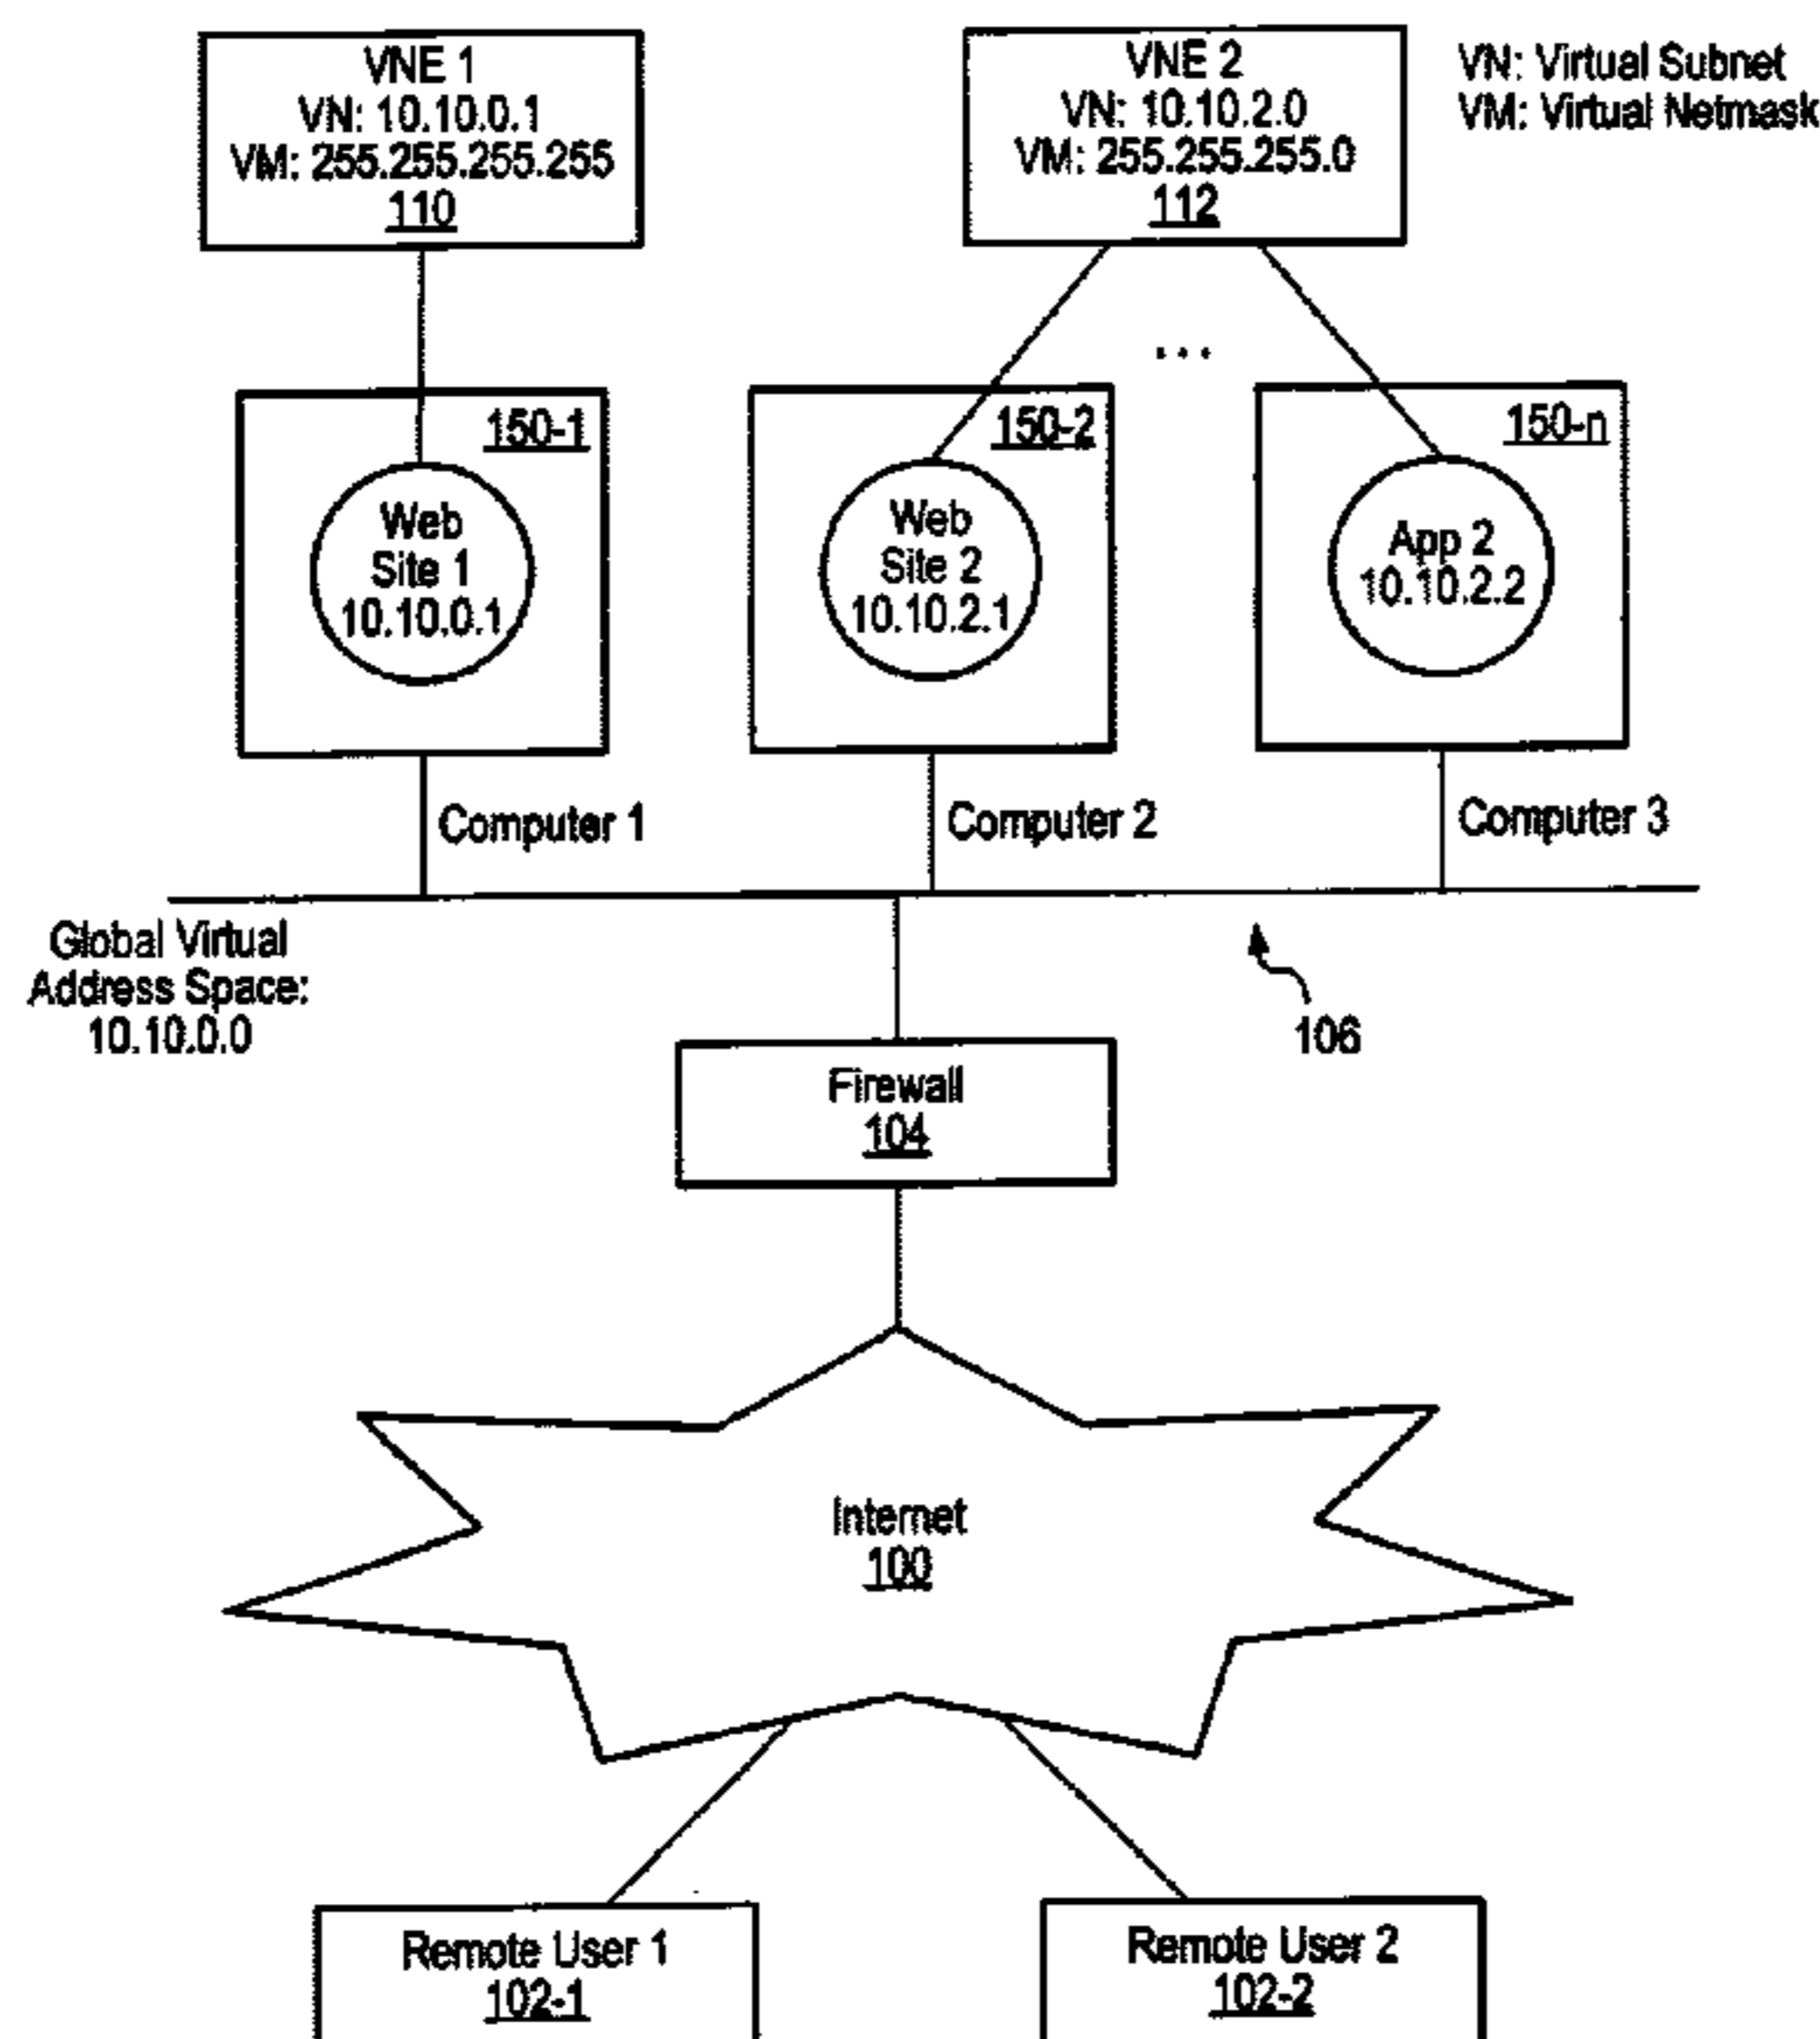 VNE 1
VN: 10.10.0.1
VM: 255.255.255.255
110
VNE 2
VN: 10.10.2.0
VM: 255.255.255.0
112
VN: Virtual Subnet
VM: Virtual Netmask
...
150-1
Web
Site 1
10.10.0.1
150-2
Web
Site 2
10.10.2.1
150-n
App 2
10.10.2.2
Computer 1
Computer 2
Computer 3
Global Virtual
Address Space:
10.10.0.0
106
Firewall
104
Internet
100
Remote User 1
102-1
Remote User 2
102-2